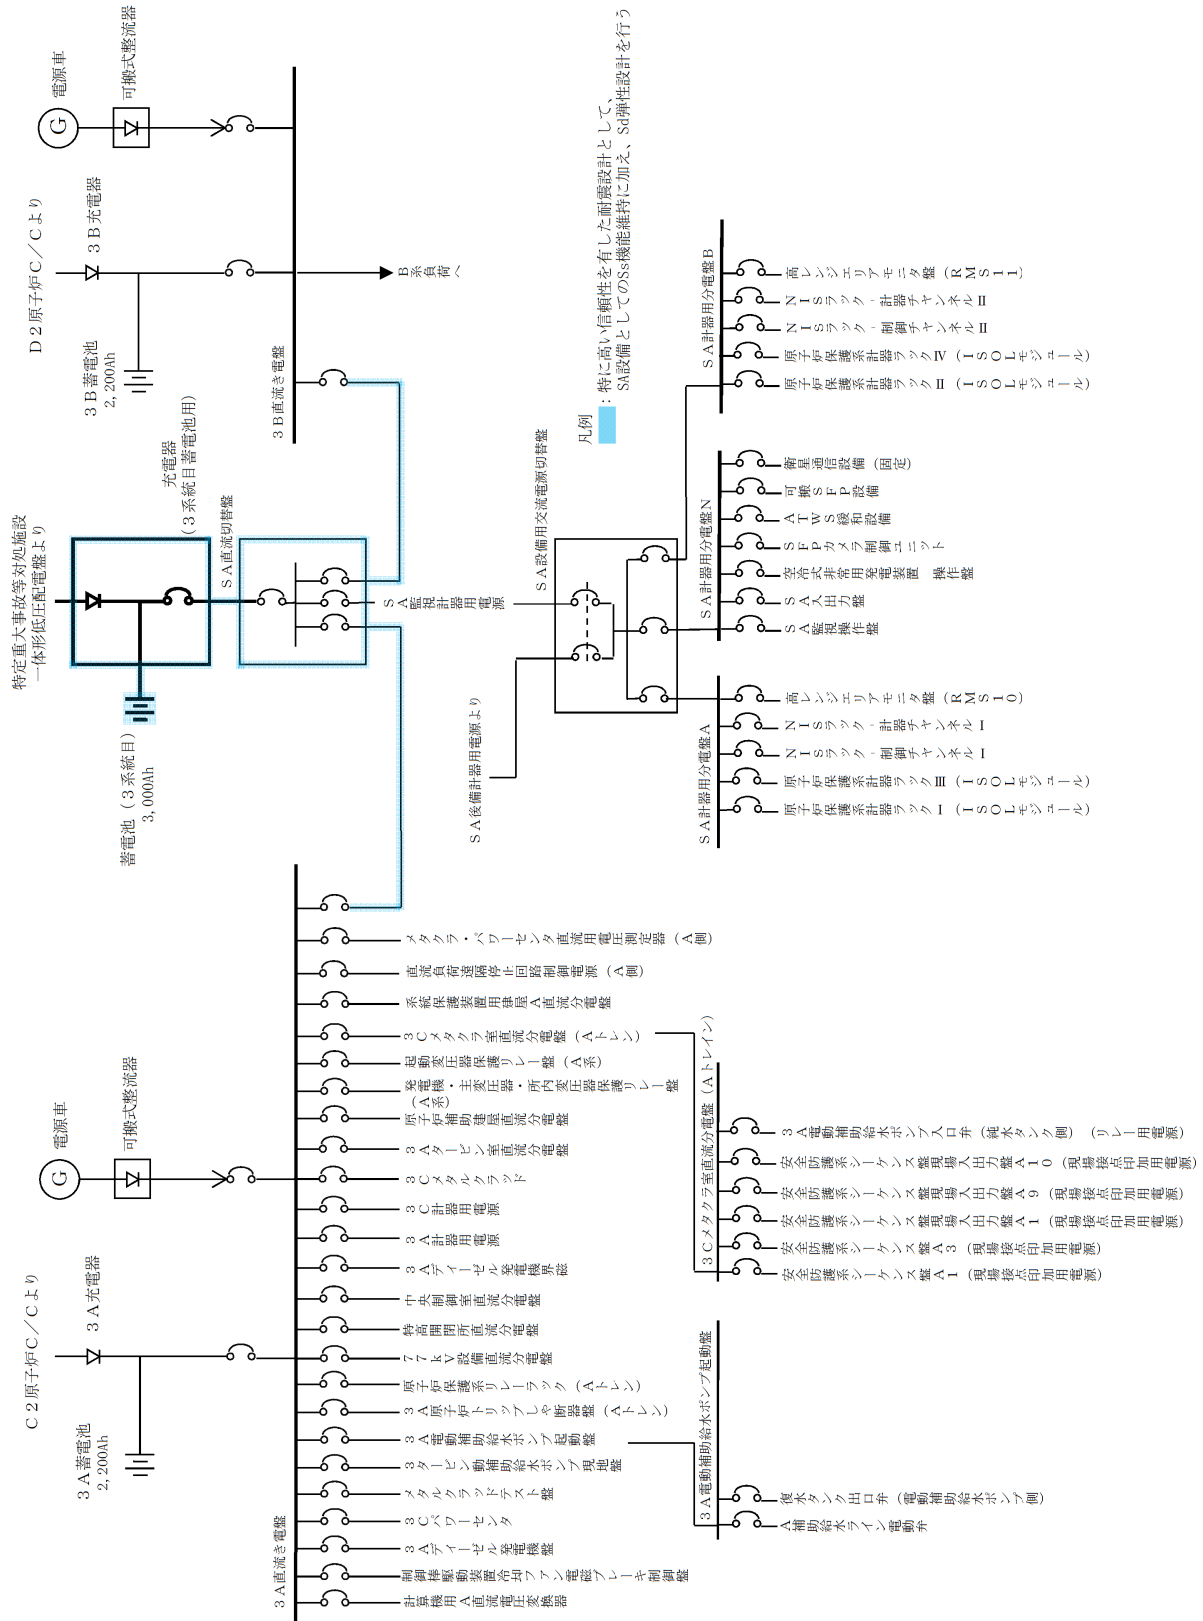 C2原子炉C/Cより
3A蓄電池
2,200Ah
3A充電器
電源車
G
可搬式整流器
3A直流き電盤
計算機用A直流電圧変換器
制御棒駆動装置冷却ファン電磁ブレーキ制御盤
3Aディーゼル発電機盤
3Cパワーセンタ
メタルクラッドテスト盤
3タービン動補助給水ポンプ現地盤
3A電動補助給水ポンプ起動盤
3A原子炉トリップしゃ断器盤(Aトレン)
原子炉保護系リレーラック(Aトレン)
77kV設備直流分電盤
特高開閉所直流分電盤
中央制御室直流分電盤
3Aディーゼル発電機界磁
3A計器用電源
3C計器用電源
3Cメタルクラッド
3Aタービン室直流分電盤
原子炉補助建屋直流分電盤
発電機・主変圧器・所内変圧器保護リレー盤
(A系)
起動変圧器保護リレー盤(A系)
3Cメタクラ室直流分電盤(Aトレン)
系統保護装置用建屋A直流分電盤
直流負荷遠隔停止回路制御電源(A側)
メタクラ・パワーセンタ直流用電圧測定器(A側)
3A電動補助給水ポンプ起動盤
A補助給水ライン電動弁
復水タンク出口弁(電動補助給水ポンプ側)
3Cメタクラ室直流分電盤(Aトレイン)
安全防護系シーケンス盤A1(現場接点印加用電源)
安全防護系シーケンス盤A3(現場接点印加用電源)
安全防護系シーケンス盤現場入出力盤A1(現場接点印加用電源)
安全防護系シーケンス盤現場入出力盤A9(現場接点印加用電源)
安全防護系シーケンス盤現場入出力盤A10(現場接点印加用電源)
3A電動補助給水ポンプ入口弁(純水タンク側)(リレー用電源)
特定重大事故等対処施設
一体形低圧配電盤より
蓄電池(3系統目)
3,000Ah
充電器
(3系統目蓄電池用)
SA直流切替盤
SA監視計器用電源
SA後備計器用電源より
SA設備用交流電源切替盤
SA計器用分電盤A
原子炉保護系計器ラックI(ISOLモジュール)
原子炉保護系計器ラックⅢ(ISOLモジュール)
NISラック-制御チャンネルI
NISラック-計器チャンネルI
高レンジエリアモニタ盤(RMS10)
SA計器用分電盤N
SA監視操作盤
SA入出力盤
空冷式非常用発電装置 操作盤
SFPカメラ制御ユニット
ATWS緩和設備
可搬SFP設備
衛星通信設備(固定)
SA計器用分電盤B
原子炉保護系計器ラックⅡ(ISOLモジュール)
原子炉保護系計器ラックⅣ(ISOLモジュール)
NISラック-制御チャンネルⅡ
NISラック-計器チャンネルⅡ
高レンジエリアモニタ盤(RMS11)
D2原子炉C/Cより
3B蓄電池
2,200Ah
3B充電器
電源車
G
可搬式整流器
3B直流き電盤
B系負荷へ
凡例
:特に高い信頼性を有した耐震設計として、
SA設備としてのSs機能維持に加え、Sd弾性設計を行う